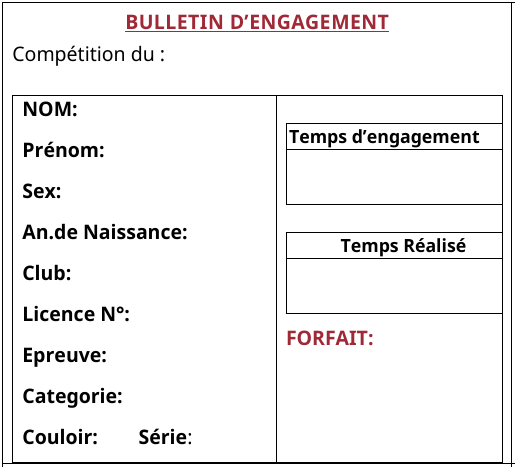 BULLETIN D’ENGAGEMENT
Compétition du :
NOM:
Prénom:
Sex:
An.de Naissance:
Club:
Licence N°:
Epreuve:
Categorie:
Couloir: Série:
Temps d’engagement
Temps Réalisé
FORFAIT: